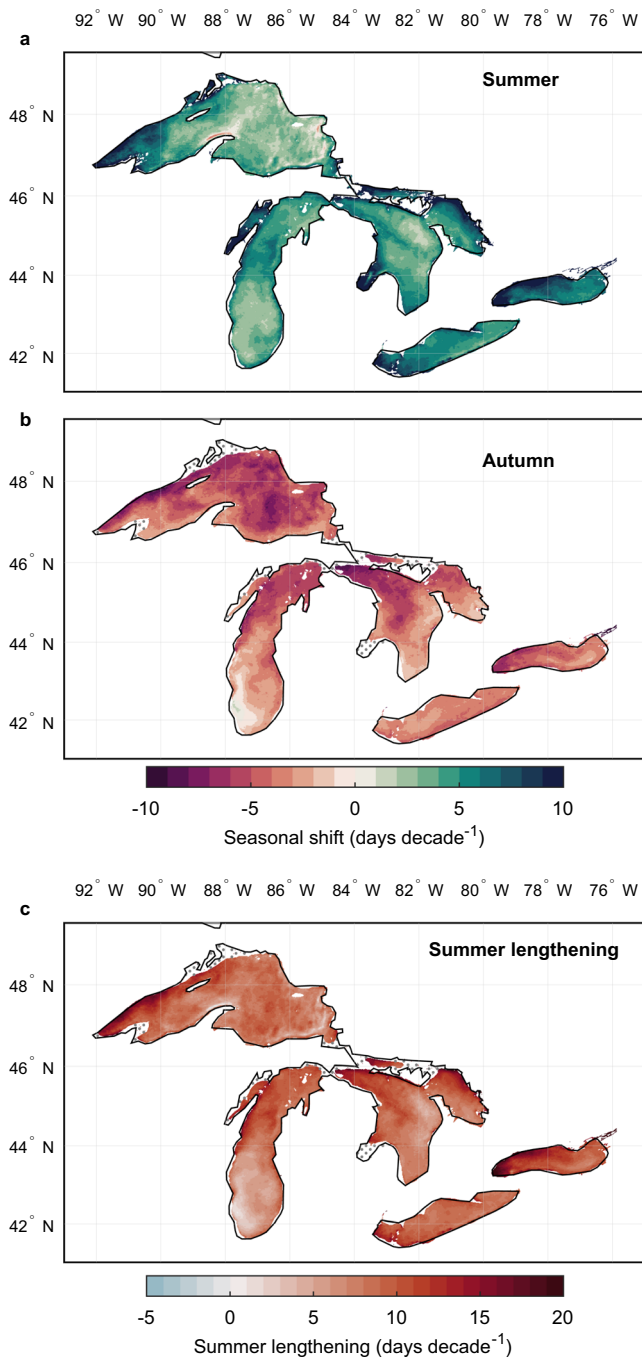 92° W 90° W 88° W 86° W 84° W 82° W 80° W 78° W 76° W
a
Summer
48° N
46° N
44° N
42° N
b
Autumn
48° N
46° N
44° N
42° N
-10 -5 0 5 10
Seasonal shift (days decade⁻¹)
92° W 90° W 88° W 86° W 84° W 82° W 80° W 78° W 76° W
c
Summer lengthening
48° N
46° N
44° N
42° N
-5 0 5 10 15 20
Summer lengthening (days decade⁻¹)